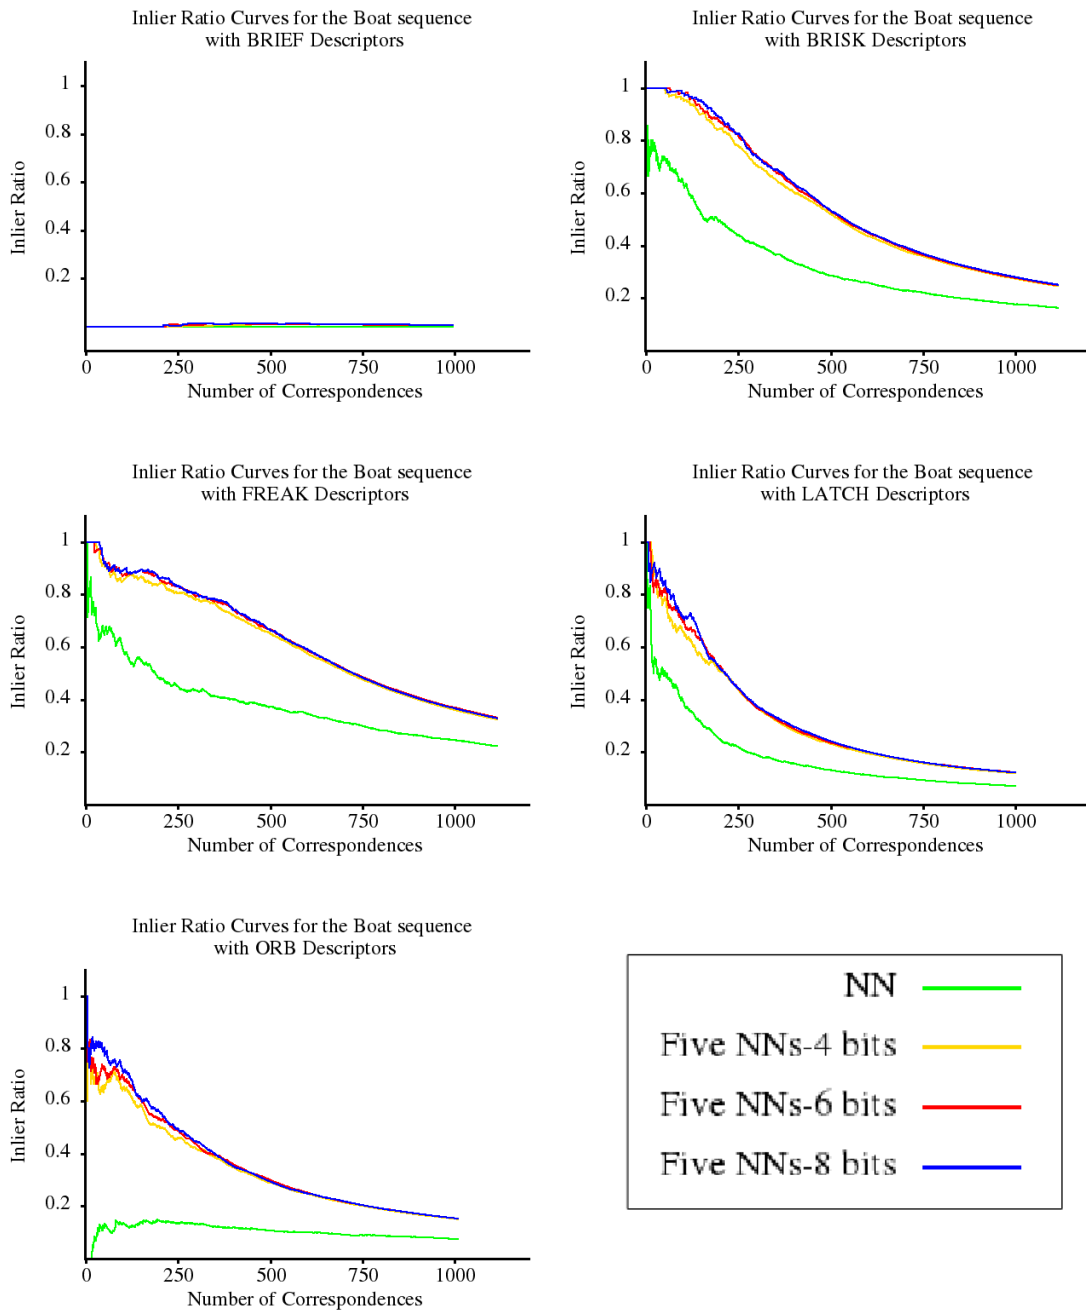 Inlier Ratio Curves for the Boat sequence
with BRIEF Descriptors
1
0.8
0.6
0.4
0.2
Inlier Ratio
0 250 500 750 1000
Number of Correspondences
Inlier Ratio Curves for the Boat sequence
with BRISK Descriptors
1
0.8
0.6
0.4
0.2
Inlier Ratio
0 250 500 750 1000
Number of Correspondences
Inlier Ratio Curves for the Boat sequence
with FREAK Descriptors
1
0.8
0.6
0.4
0.2
Inlier Ratio
0 250 500 750 1000
Number of Correspondences
Inlier Ratio Curves for the Boat sequence
with LATCH Descriptors
1
0.8
0.6
0.4
0.2
Inlier Ratio
0 250 500 750 1000
Number of Correspondences
Inlier Ratio Curves for the Boat sequence
with ORB Descriptors
1
0.8
0.6
0.4
0.2
Inlier Ratio
0 250 500 750 1000
Number of Correspondences
NN
Five NNs-4 bits
Five NNs-6 bits
Five NNs-8 bits